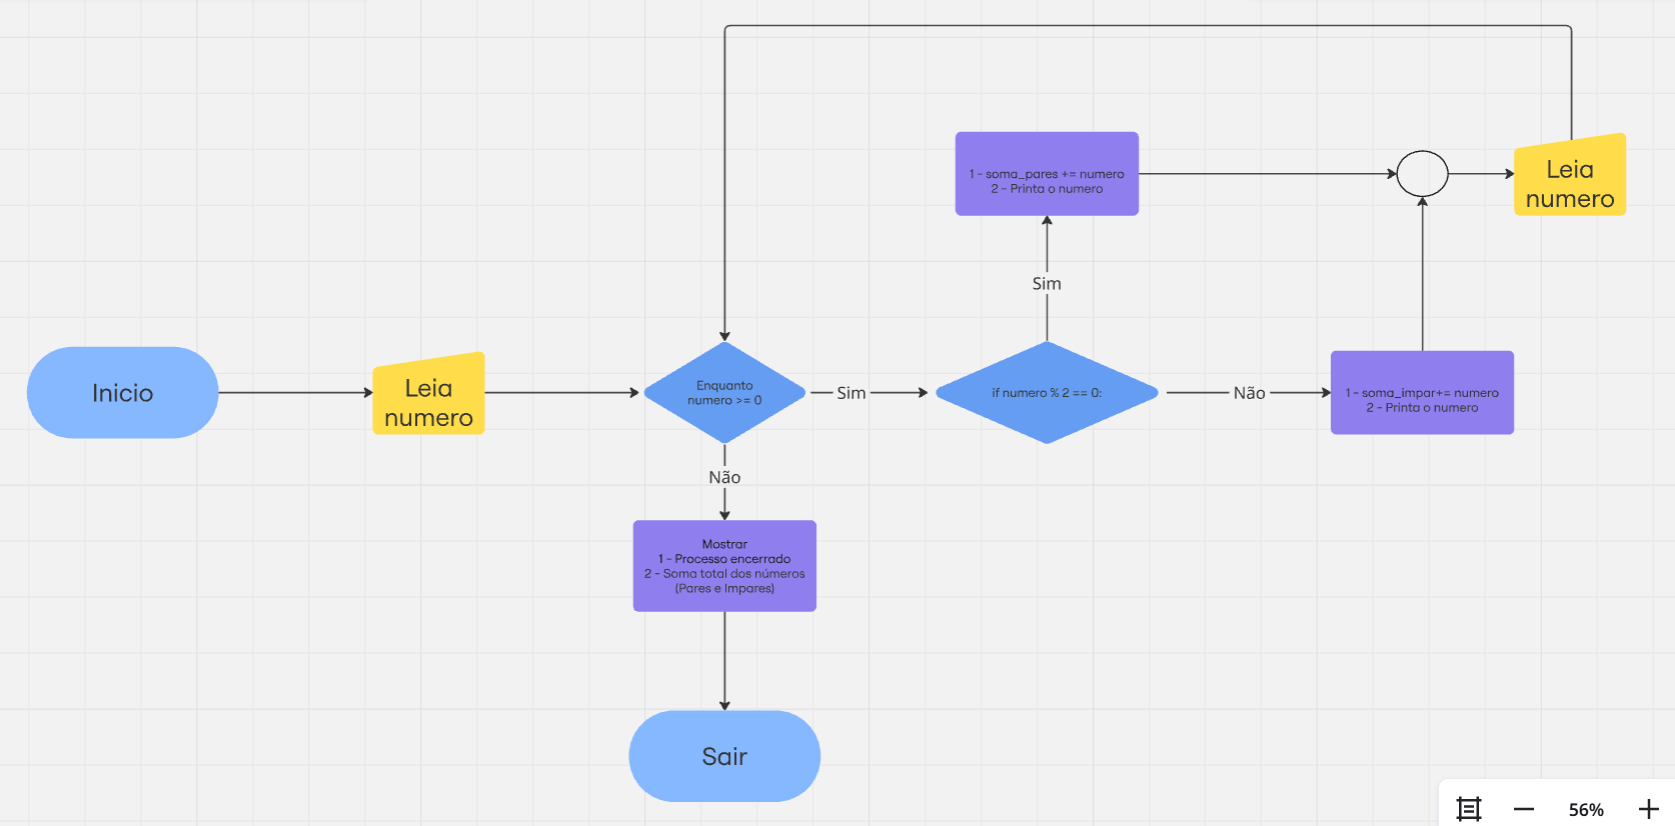 Inicio
Leia
numero
Enquanto
numero >= 0
Sim
if numero % 2 == 0:
Sim
1 - soma_pares += numero
2 - Printa o numero
Não
1 - soma_impar+= numero
2 - Printa o numero
Leia
numero
Não
Mostrar
1 - Processo encerrado
2 - Soma total dos números
(Pares e Impares)
Sair
56%